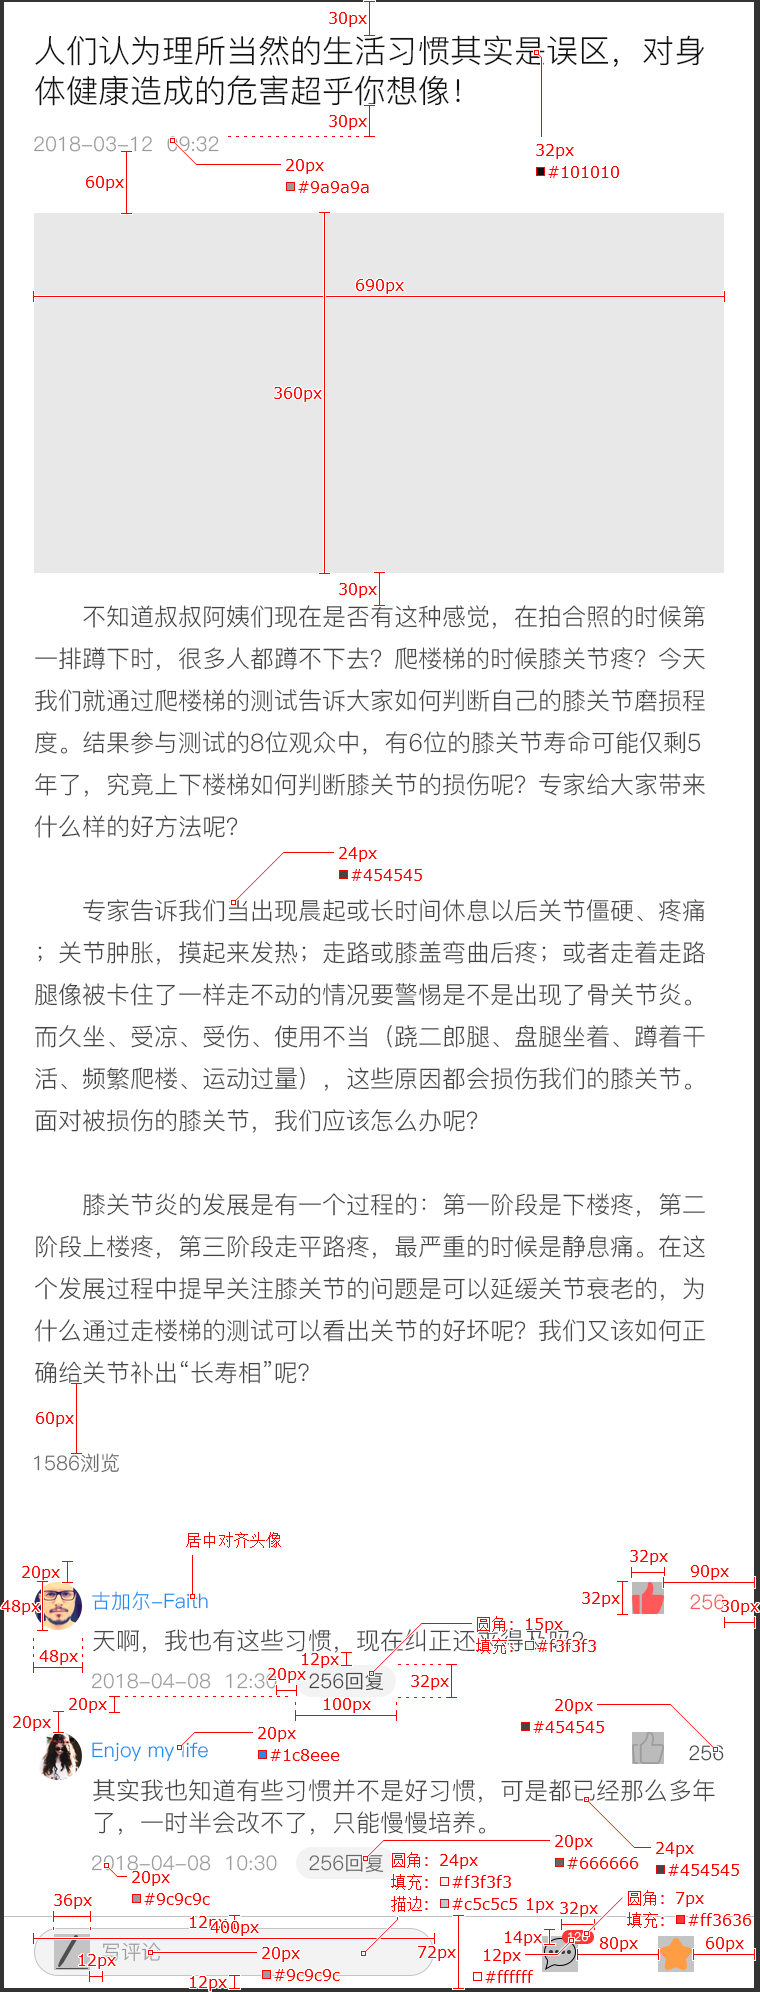 30px
人们认为理所当然的生活习惯其实是误区，对身
体健康造成的危害超乎你想像！
30px
2018-03-12 09:32
32px
#101010
20px
#9a9a9a
60px
690px
360px
30px
不知道叔叔阿姨们现在是否有这种感觉，在拍合照的时候第
一排蹲下时，很多人都蹲不下去？爬楼梯的时候膝关节疼？今天
我们就通过爬楼梯的测试告诉大家如何判断自己的膝关节磨损程
度。结果参与测试的8位观众中，有6位的膝关节寿命可能仅剩5
年了，究竟上下楼梯如何判断膝关节的损伤呢？专家给大家带来
什么样的好方法呢？
24px
#454545
专家告诉我们当出现晨起或长时间休息以后关节僵硬、疼痛
；关节肿胀，摸起来发热；走路或膝盖弯曲后疼；或者走着走路
腿像被卡住了一样走不动的情况要警惕是不是出现了骨关节炎。
而久坐、受凉、受伤、使用不当（跷二郎腿、盘腿坐着、蹲着干
活、频繁爬楼、运动过量），这些原因都会损伤我们的膝关节。
面对被损伤的膝关节，我们应该怎么办呢？
膝关节炎的发展是有一个过程的：第一阶段是下楼疼，第二
阶段上楼疼，第三阶段走平路疼，最严重的时候是静息痛。在这
个发展过程中提早关注膝关节的问题是可以延缓关节衰老的，为
什么通过走楼梯的测试可以看出关节的好坏呢？我们又该如何正
确给关节补出“长寿相”呢？
60px
1586浏览
居中对齐头像
20px
32px
90px
48px
古加尔-Faith
32px
256
30px
天啊，我也有这些习惯，现在纠正还来得及吗？
圆角：15px
填充：#f3f3f3
48px
12px
2018-04-08 12:30
20px
256回复
32px
20px
100px
20px
20px
#454545
Enjoy my life
20px
#1c8eee
256
其实我也知道有些习惯并不是好习惯，可是都已经那么多年
了，一时半会改不了，只能慢慢培养。
20px
#666666
24px
#454545
2018-04-08 10:30
256回复
圆角：24px
填充：#f3f3f3
描边：#c5c5c5 1px
20px
#9c9c9c
36px
32px
圆角：7px
填充：#ff3636
12px
400px
写评论
12px
20px
#9c9c9c
12px
72px
14px
12px
#ffffff
80px
60px